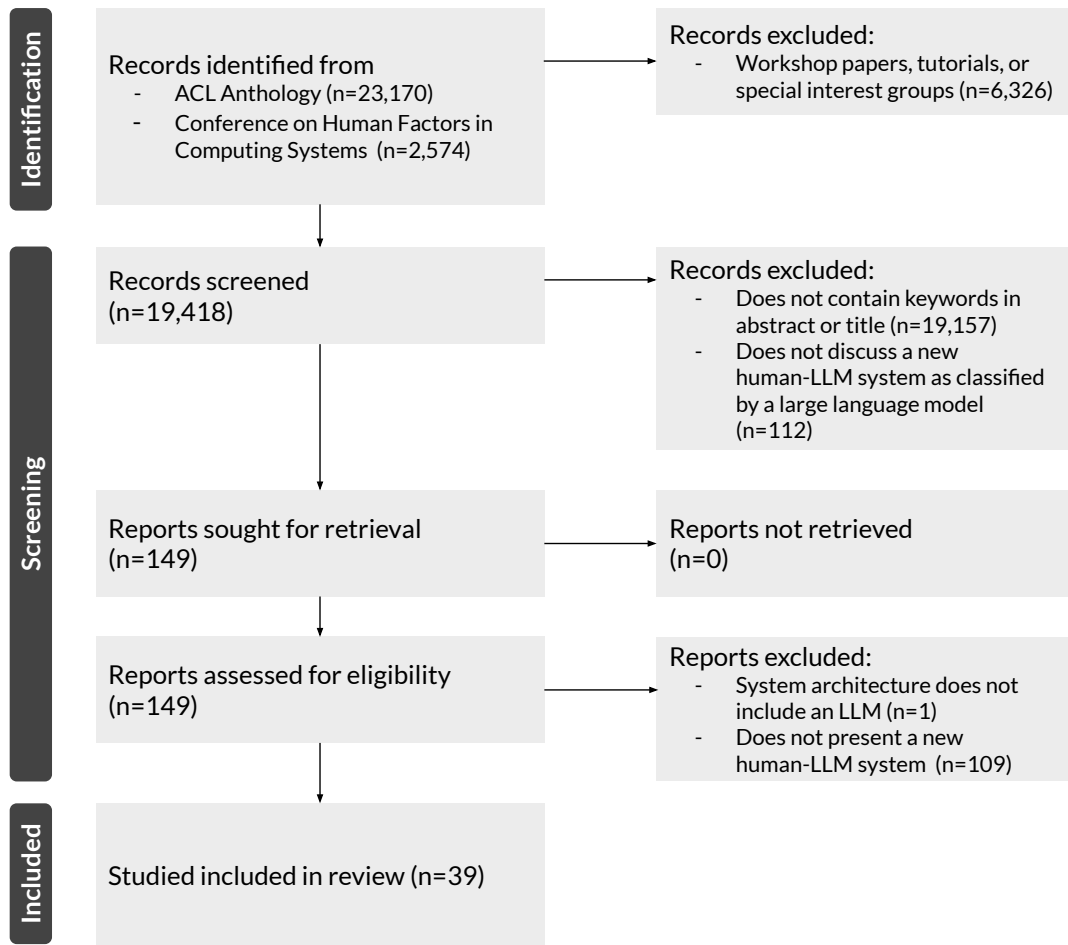 Identification
Records identified from
- ACL Anthology (n=23,170)
- Conference on Human Factors in
Computing Systems (n=2,574)
Records excluded:
- Workshop papers, tutorials, or
special interest groups (n=6,326)
Screening
Records screened
(n=19,418)
Records excluded:
- Does not contain keywords in
abstract or title (n=19,157)
- Does not discuss a new
human-LLM system as classified
by a large language model
(n=112)
Reports sought for retrieval
(n=149)
Reports not retrieved
(n=0)
Reports assessed for eligibility
(n=149)
Reports excluded:
- System architecture does not
include an LLM (n=1)
- Does not present a new
human-LLM system (n=109)
Included
Studied included in review (n=39)